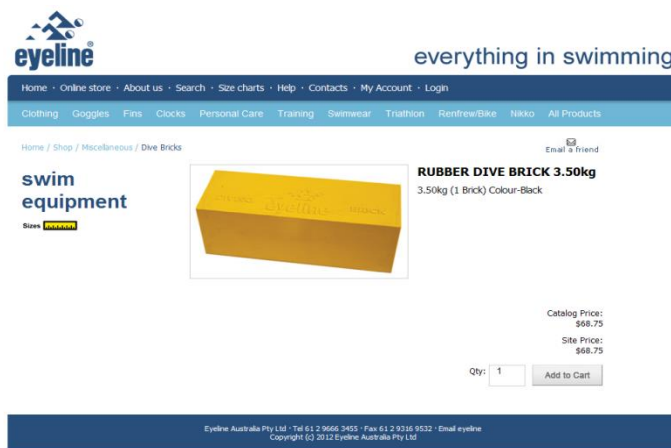 eyeline
everything in swimming
Home · Online store · About us · Search · Size charts · Help · Contacts · My Account · Login
Clothing Goggles Fins Clocks Personal Care Training Swimwear Triathlon Renfrew/Bike Nikko All Products
Home / Shop / Miscellaneous / Dive Bricks
Email a friend
swim
equipment
Sizes
eyeline
BRICK
RUBBER DIVE BRICK 3.50kg
3.50kg (1 Brick) Colour-Black
Catalog Price:
$68.75
Site Price:
$68.75
Qty: 1 Add to Cart
Eyeline Australia Pty Ltd · Tel 61 2 9666 3455 · Fax 61 2 9316 9532 · Email eyeline
Copyright (c) 2012 Eyeline Australia Pty Ltd